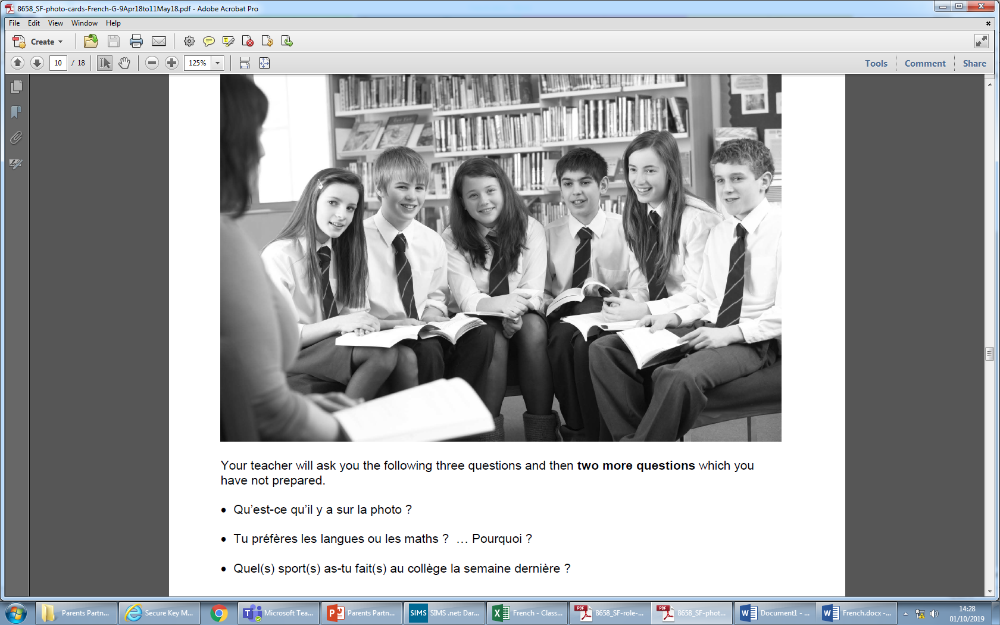 8658_SF-photo-cards-French-G-9Apr18to11May18.pdf - Adobe Acrobat Pro
File Edit View Window Help
Create
10 / 18 125% Tools Comment Share
Your teacher will ask you the following three questions and then two more questions which you
have not prepared.
• Qu’est-ce qu’il y a sur la photo ?
• Tu préfères les langues ou les maths ? … Pourquoi ?
• Quel(s) sport(s) as-tu fait(s) au collège la semaine dernière ?
Parents Partn... Secure Key M... Microsoft Tea... Parents Partn... SIMS SIMS .net: Dar... French - Class... PDF 8658_SF-role-... PDF 8658_SF-phot... Document1 - ... French.docx -... 14:28
01/10/2019